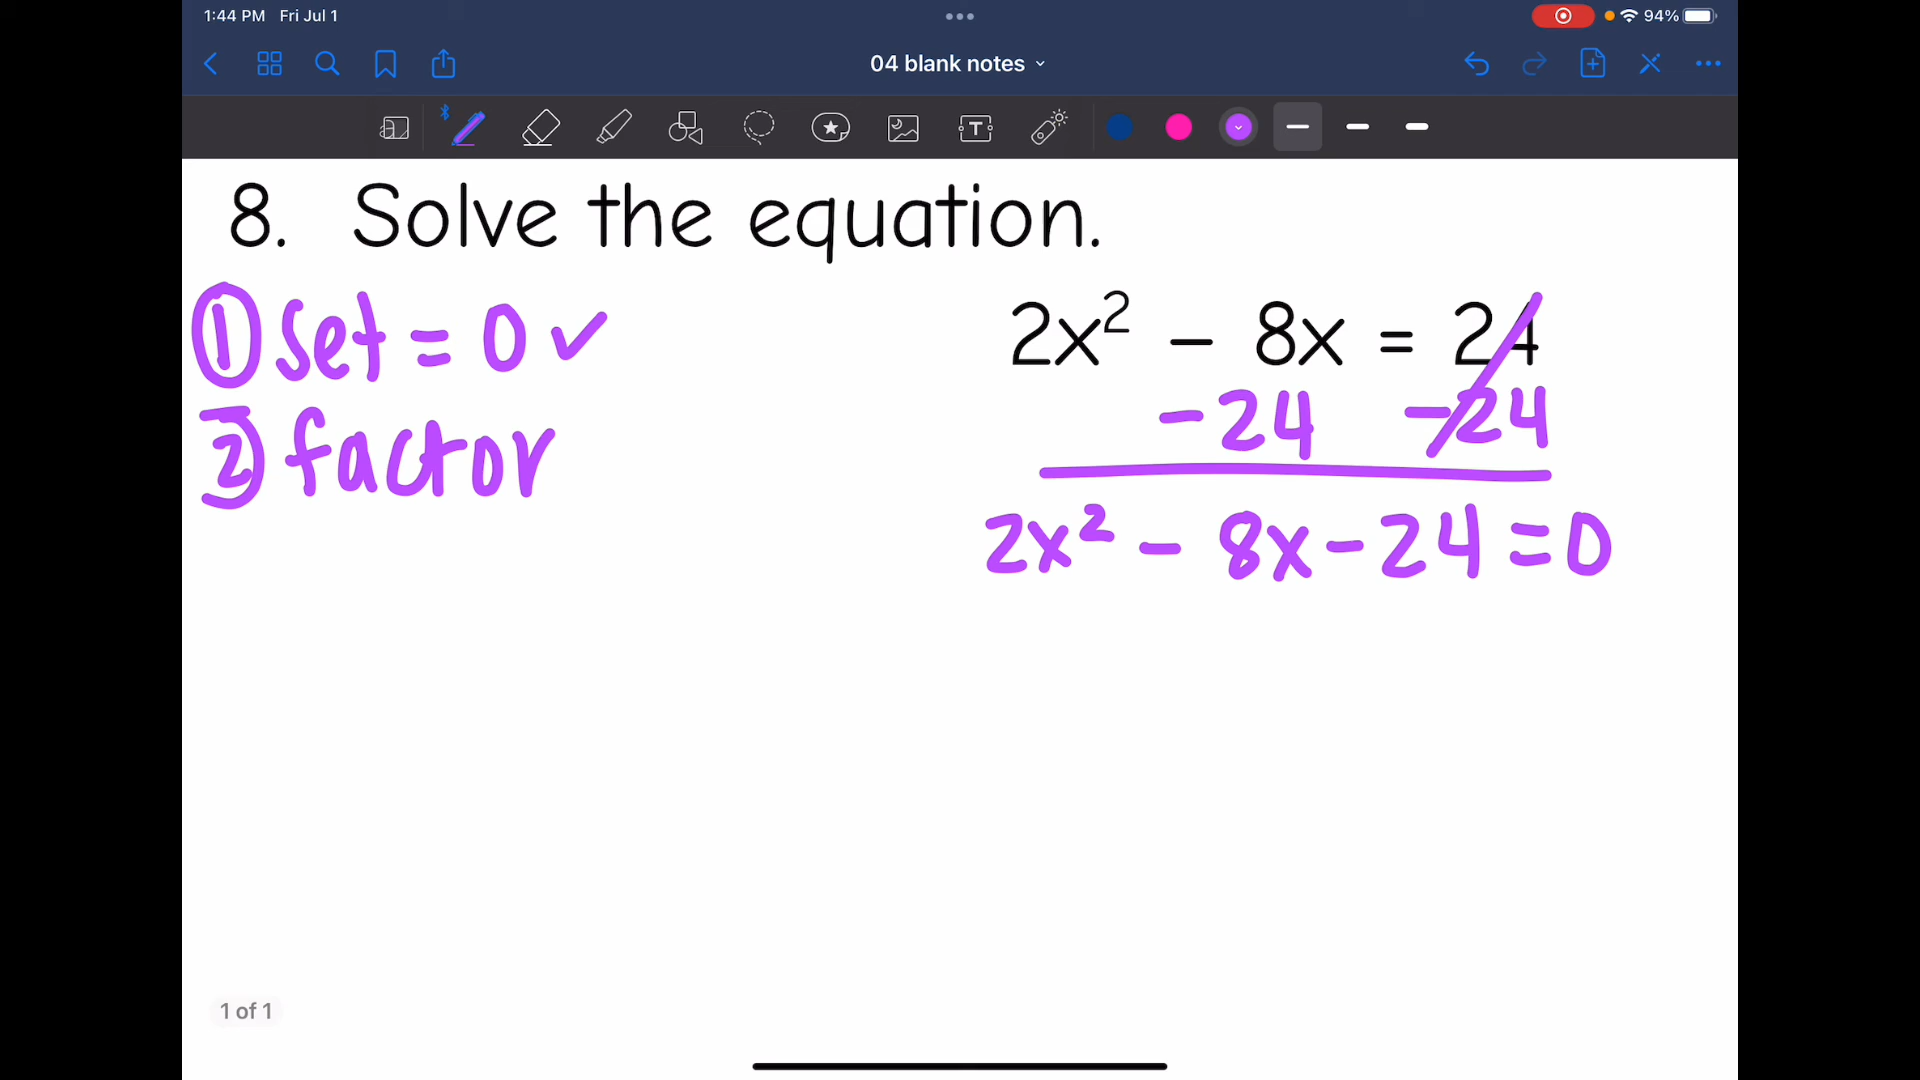 1:44 PM Fri Jul 1
94%
04 blank notes
8. Solve the equation.
① Set = 0 ✓
2x² - 8x = 24
-24 -24
② factor
2x² - 8x - 24 = 0
1 of 1